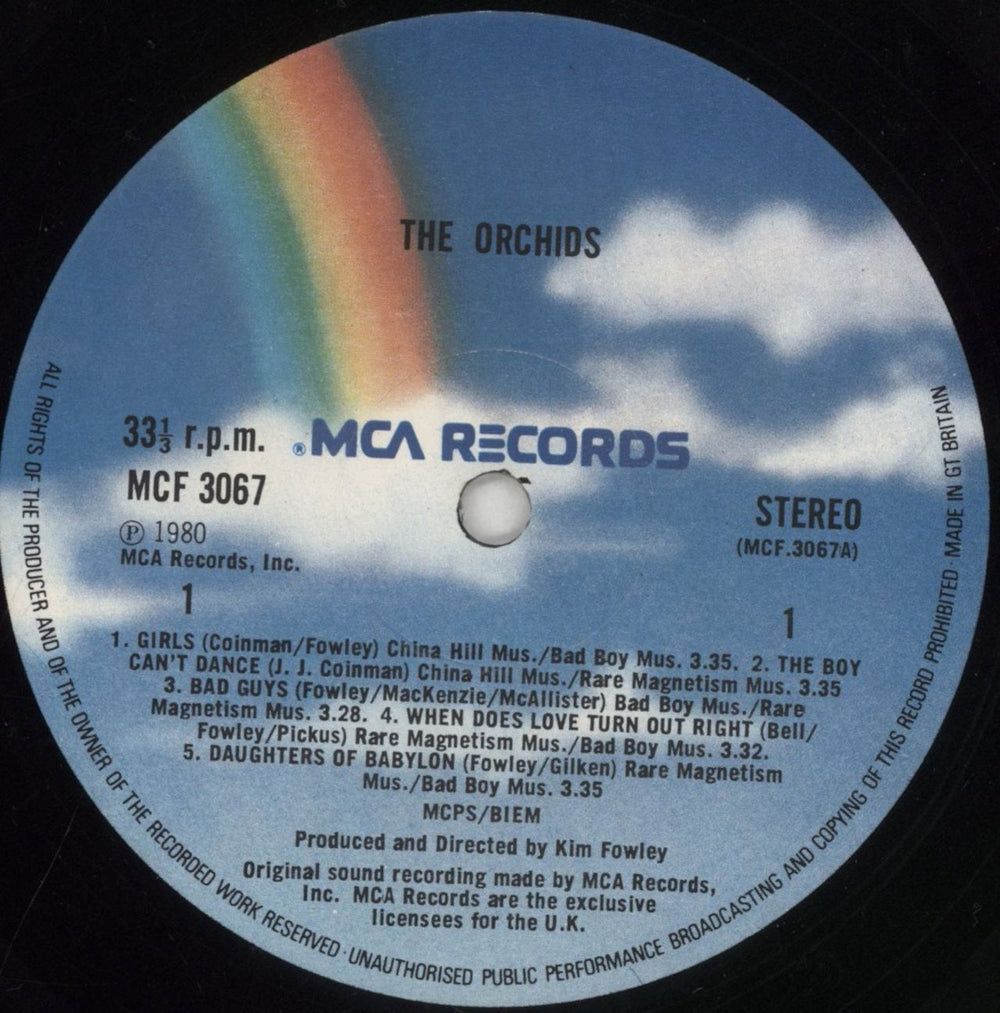 THE ORCHIDS
33⅓ r.p.m.
® MCA RECORDS
MCF 3067
℗ 1980
MCA Records, Inc.
STEREO
(MCF.3067A)
1
1
1. GIRLS (Coinman/Fowley) China Hill Mus./Bad Boy Mus. 3.35. 2. THE BOY
CAN'T DANCE (J. J. Coinman) China Hill Mus./Rare Magnetism Mus. 3.35
3. BAD GUYS (Fowley/MacKenzie/McAllister) Bad Boy Mus./Rare
Magnetism Mus. 3.28. 4. WHEN DOES LOVE TURN OUT RIGHT (Bell/
Fowley/Pickus) Rare Magnetism Mus./Bad Boy Mus. 3.32.
5. DAUGHTERS OF BABYLON (Fowley/Gilken) Rare Magnetism
Mus./Bad Boy Mus. 3.35
MCPS/BIEM
Produced and Directed by Kim Fowley
Original sound recording made by MCA Records,
Inc. MCA Records are the exclusive
licensees for the U.K.
ALL RIGHTS OF THE PRODUCER AND OF THE OWNER OF THE RECORDED WORK RESERVED · UNAUTHORISED PUBLIC PERFORMANCE BROADCASTING AND COPYING OF THIS RECORD PROHIBITED · MADE IN GT BRITAIN